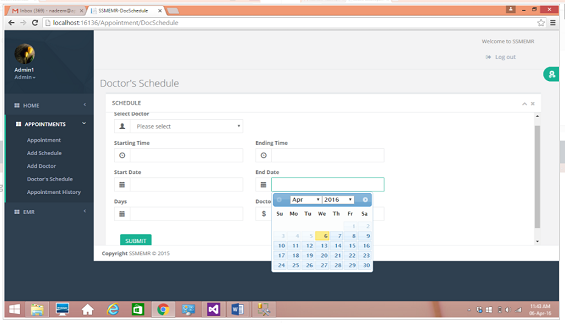 Inbox (369) - nadeem@
SSMEMR-DocSchedule
localhost:16136/Appointment/DocSchedule
Welcome to SSMEMR
Log out
Admin1
Admin
Doctor's Schedule
HOME
APPOINTMENTS
Appointment
Add Schedule
Add Doctor
Doctor's Schedule
Appointment History
EMR
SCHEDULE
Select Doctor
Please select
Starting Time
Ending Time
Start Date
End Date
Days
Docto
$
Apr 2016
Su Mo Tu We Th Fr Sa
1 2
3 4 5 6 7 8 9
10 11 12 13 14 15 16
17 18 19 20 21 22 23
24 25 26 27 28 29 30
SUBMIT
Copyright SSMEMR © 2015
11:45 AM
06-Apr-16